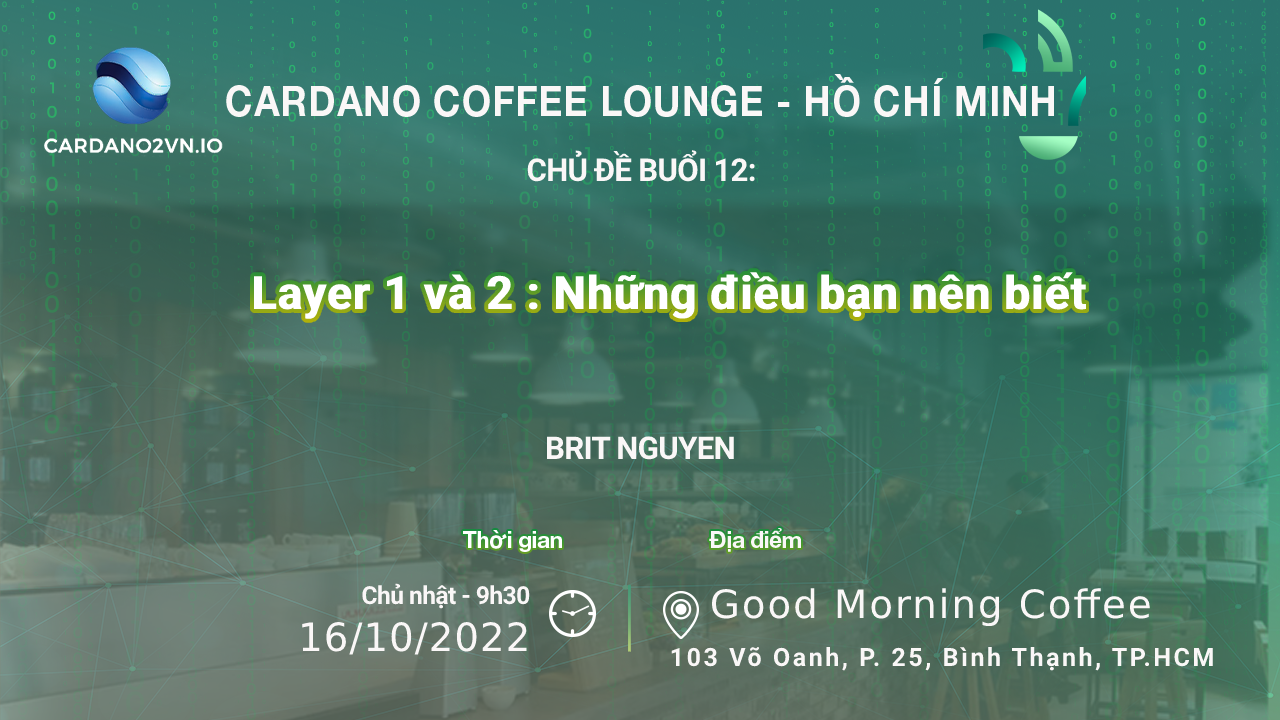 CARDANO2VN.IO
CARDANO COFFEE LOUNGE - HỒ CHÍ MINH
CHỦ ĐỀ BUỔI 12:
Layer 1 và 2 : Những điều bạn nên biết
BRIT NGUYEN
Thời gian
Chủ nhật - 9h30
16/10/2022
Địa điểm
Good Morning Coffee
103 Võ Oanh, P. 25, Bình Thạnh, TP.HCM